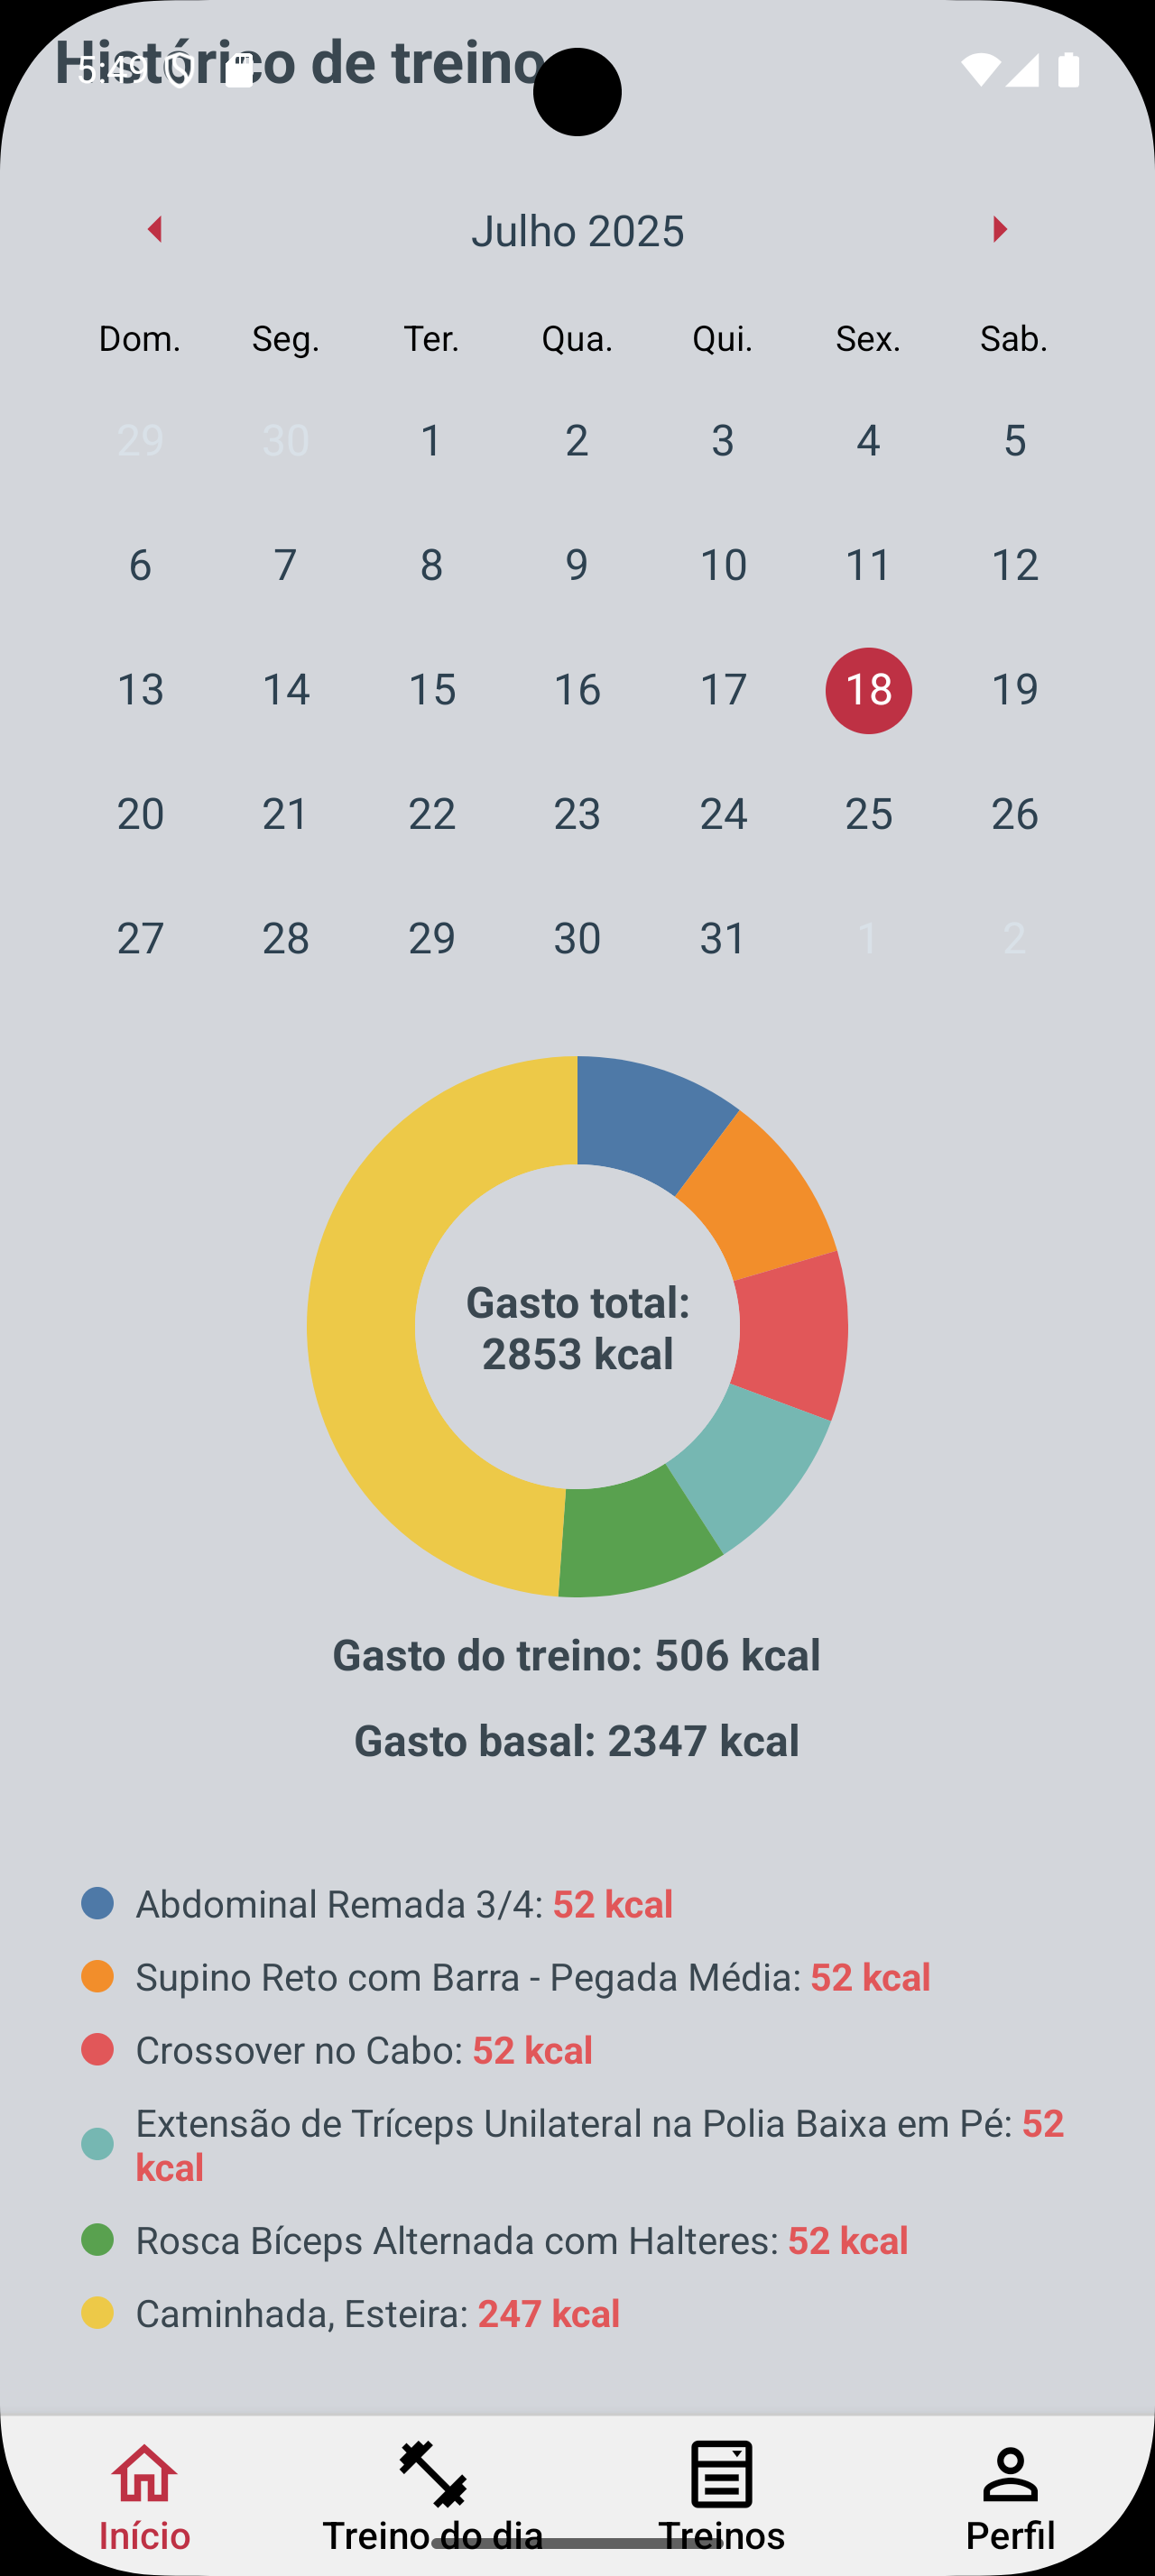 Histórico de treino
5:49
Julho 2025
Dom. Seg. Ter. Qua. Qui. Sex. Sab.
29 30 1 2 3 4 5
6 7 8 9 10 11 12
13 14 15 16 17 18 19
20 21 22 23 24 25 26
27 28 29 30 31 1 2
Gasto total:
2853 kcal
Gasto do treino: 506 kcal
Gasto basal: 2347 kcal
Abdominal Remada 3/4: 52 kcal
Supino Reto com Barra - Pegada Média: 52 kcal
Crossover no Cabo: 52 kcal
Extensão de Tríceps Unilateral na Polia Baixa em Pé: 52
kcal
Rosca Bíceps Alternada com Halteres: 52 kcal
Caminhada, Esteira: 247 kcal
Início Treino do dia Treinos Perfil